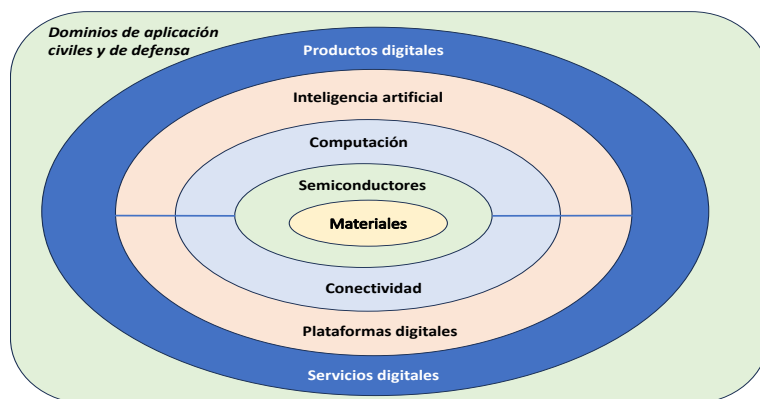 Dominios de aplicación
civiles y de defensa
Productos digitales
Inteligencia artificial
Computación
Semiconductores
Materiales
Conectividad
Plataformas digitales
Servicios digitales